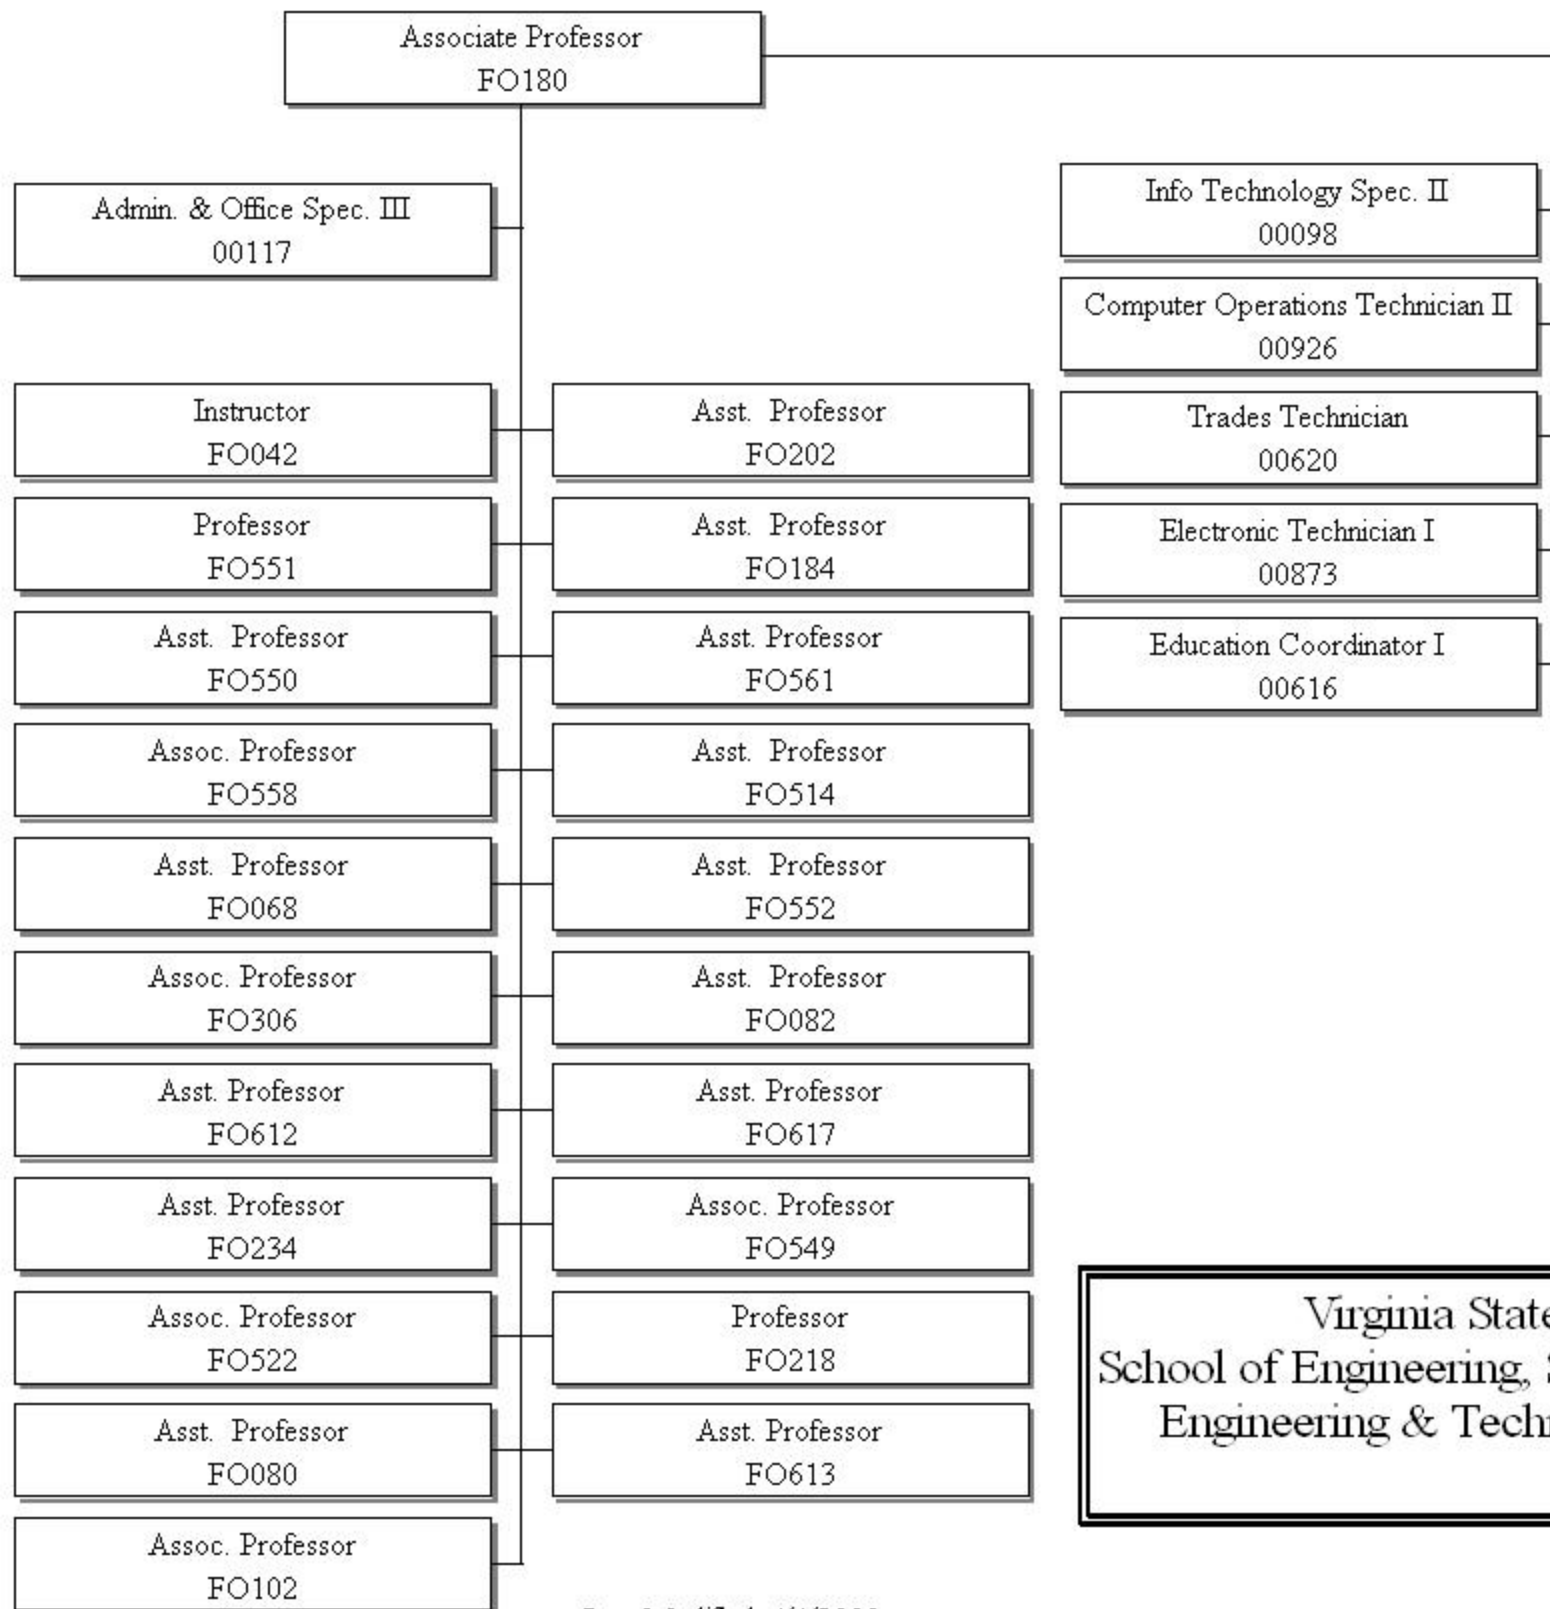 Associate Professor
FO180
Admin. & Office Spec. III
00117
Info Technology Spec. II
00098
Computer Operations Technician II
00926
Trades Technician
00620
Electronic Technician I
00873
Education Coordinator I
00616
Instructor
FO042
Asst. Professor
FO202
Professor
FO551
Asst. Professor
FO184
Asst. Professor
FO550
Asst. Professor
FO561
Assoc. Professor
FO558
Asst. Professor
FO514
Asst. Professor
FO068
Asst. Professor
FO552
Assoc. Professor
FO306
Asst. Professor
FO082
Asst. Professor
FO612
Asst. Professor
FO617
Asst. Professor
FO234
Assoc. Professor
FO549
Assoc. Professor
FO522
Professor
FO218
Asst. Professor
FO080
Asst. Professor
FO613
Assoc. Professor
FO102
Virginia State
School of Engineering,
Engineering &